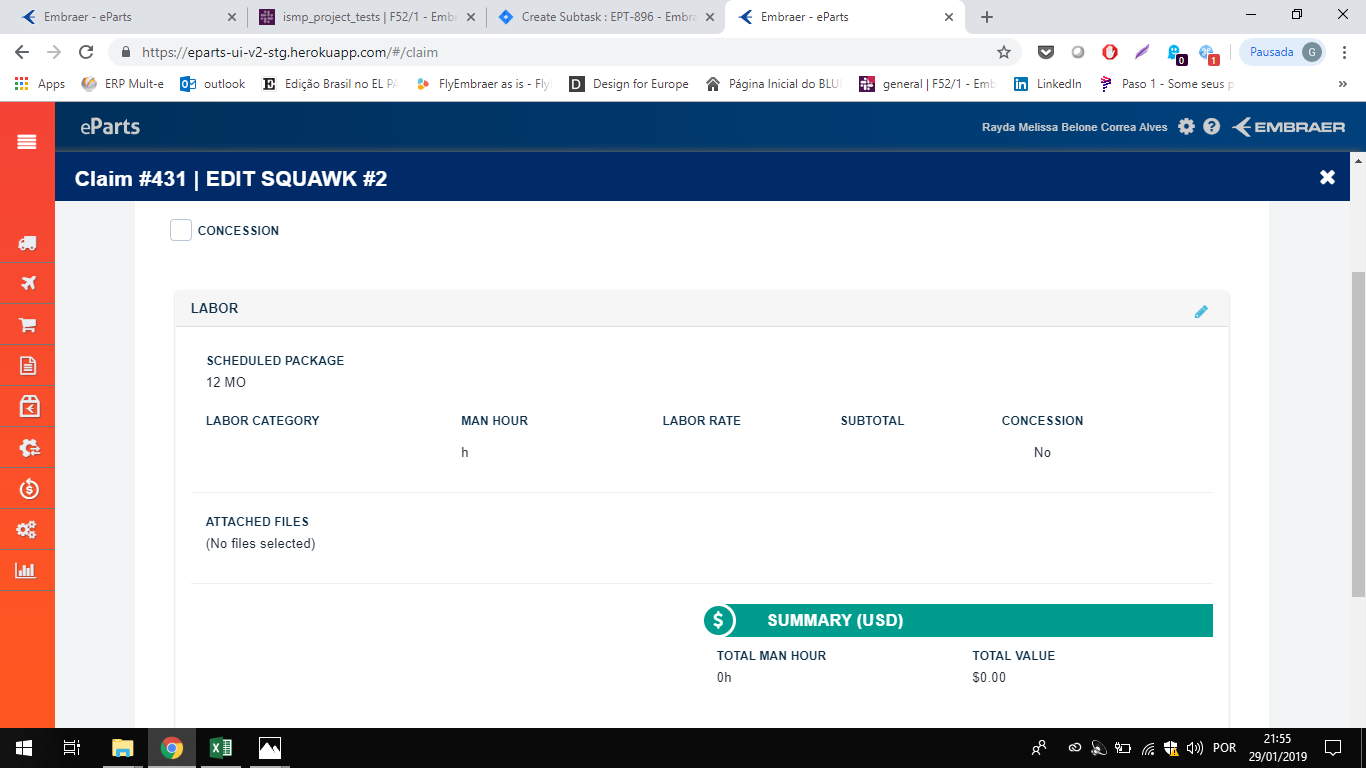 Embraer - eParts
ismp_project_tests | F52/1 - Emb
Create Subtask : EPT-896 - Embra
Embraer - eParts
https://eparts-ui-v2-stg.herokuapp.com/#/claim
0
1
Pausada G
Apps
ERP Mult-e
outlook
E Edição Brasil no EL PA
FlyEmbraer as is - Fly
D Design for Europe
Página Inicial do BLU
general | F52/1 - Emb
in LinkedIn
Paso 1 - Some seus p
»
eParts
Rayda Melissa Belone Correa Alves
? EMBRAER
Claim #431 | EDIT SQUAWK #2
CONCESSION
LABOR
SCHEDULED PACKAGE
12 MO
LABOR CATEGORY MAN HOUR LABOR RATE SUBTOTAL CONCESSION
h No
ATTACHED FILES
(No files selected)
$ SUMMARY (USD)
TOTAL MAN HOUR TOTAL VALUE
0h $0.00
POR
21:55
29/01/2019